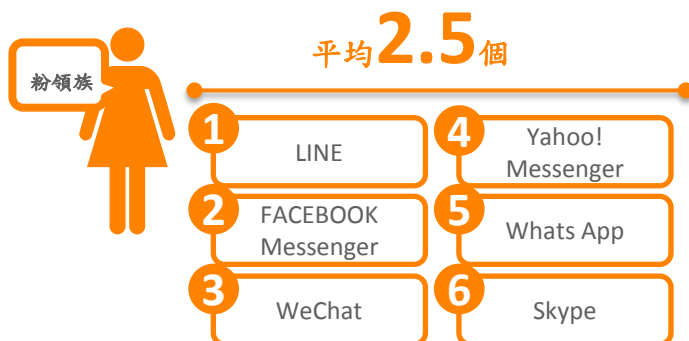 平均2.5個
粉領族
1
LINE
2
FACEBOOK
Messenger
3
WeChat
4
Yahoo!
Messenger
5
Whats App
6
Skype